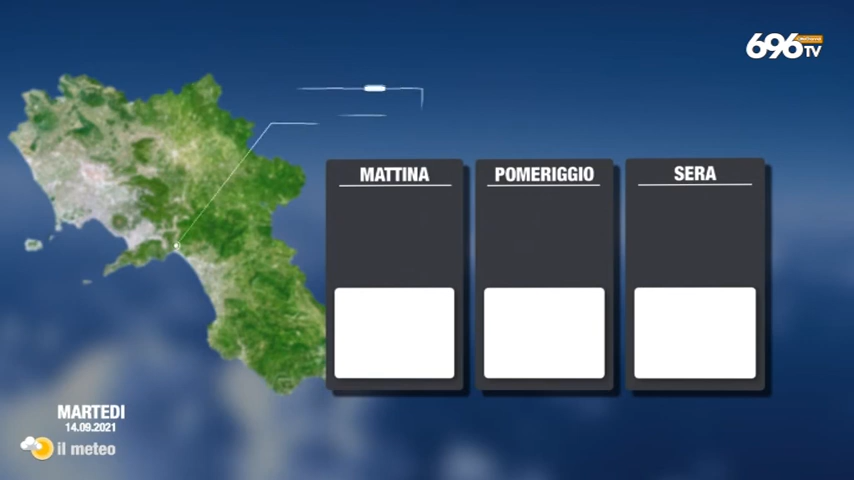 696 TV
MATTINA
POMERIGGIO
SERA
MARTEDI
14.09.2021
il meteo